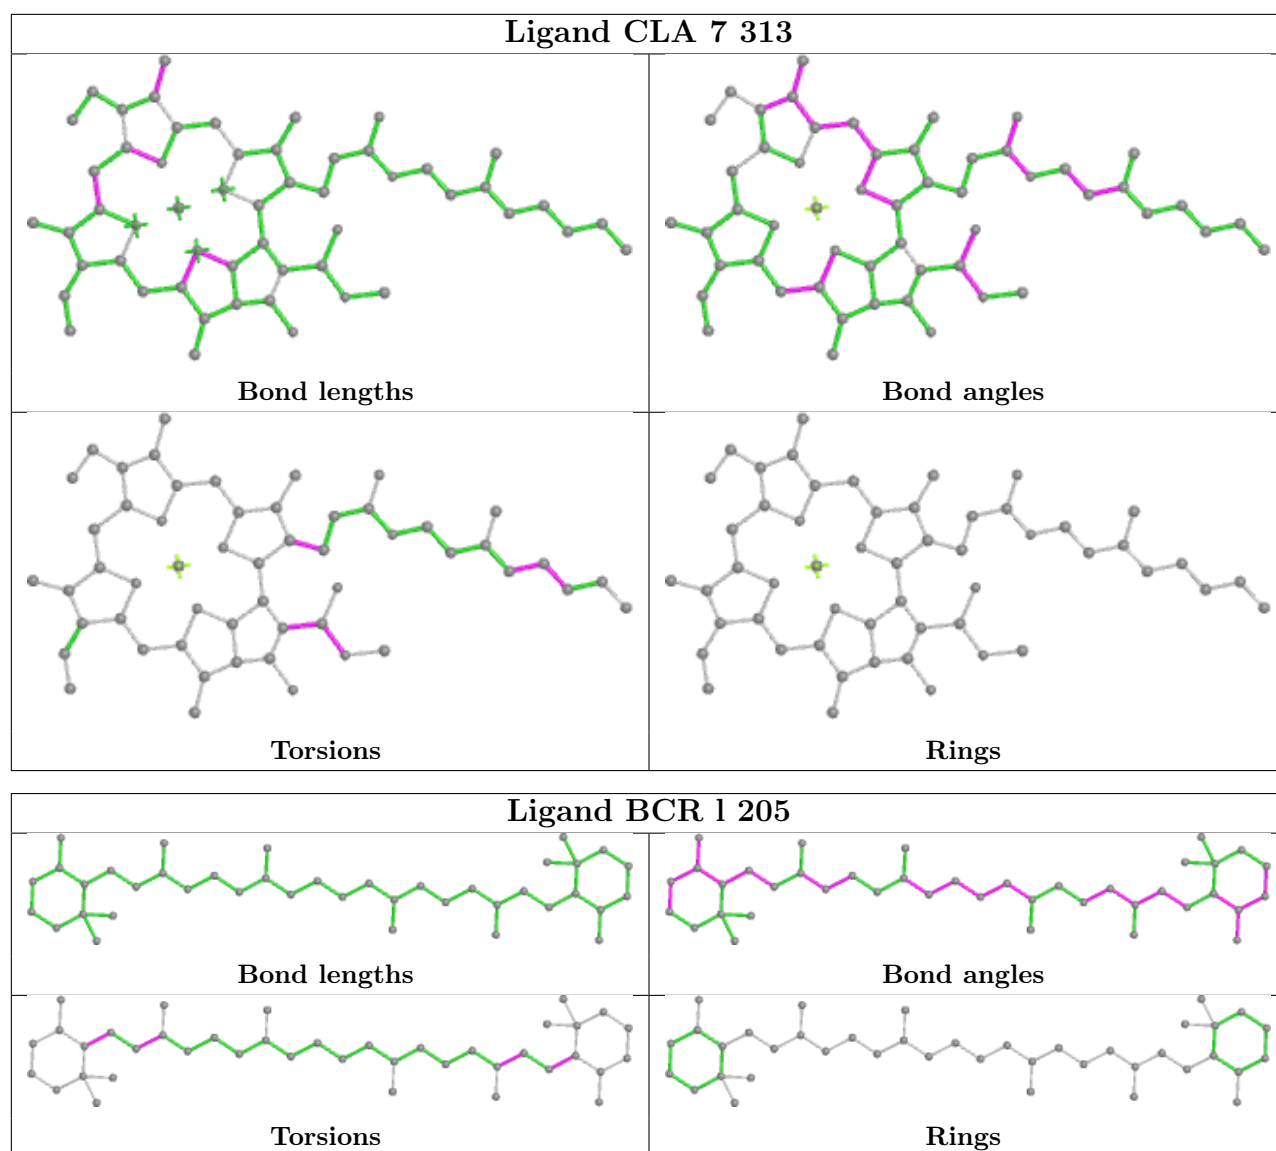 Ligand CLA 7 313
Bond lengths
Bond angles
Torsions
Rings
Ligand BCR l 205
Bond lengths
Bond angles
Torsions
Rings